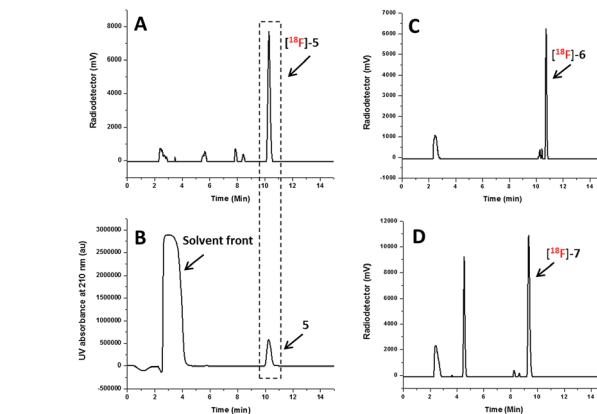 A
[18F]-5
Radiodetector (mV)
8000
6000
4000
2000
0
0 2 4 6 8 10 12 14
Time (Min)
B
Solvent front
5
UV absorbance at 210 nm (au)
3000000
2500000
2000000
1500000
1000000
500000
0
-500000
0 2 4 6 8 10 12 14
Time (min)
C
[18F]-6
Radiodetector (mV)
7000
6000
5000
4000
3000
2000
1000
0
-1000
0 2 4 6 8 10 12 14
Time (Min)
D
[18F]-7
Radiodetector (mV)
12000
10000
8000
6000
4000
2000
0
0 2 4 6 8 10 12 14
Time (Min)